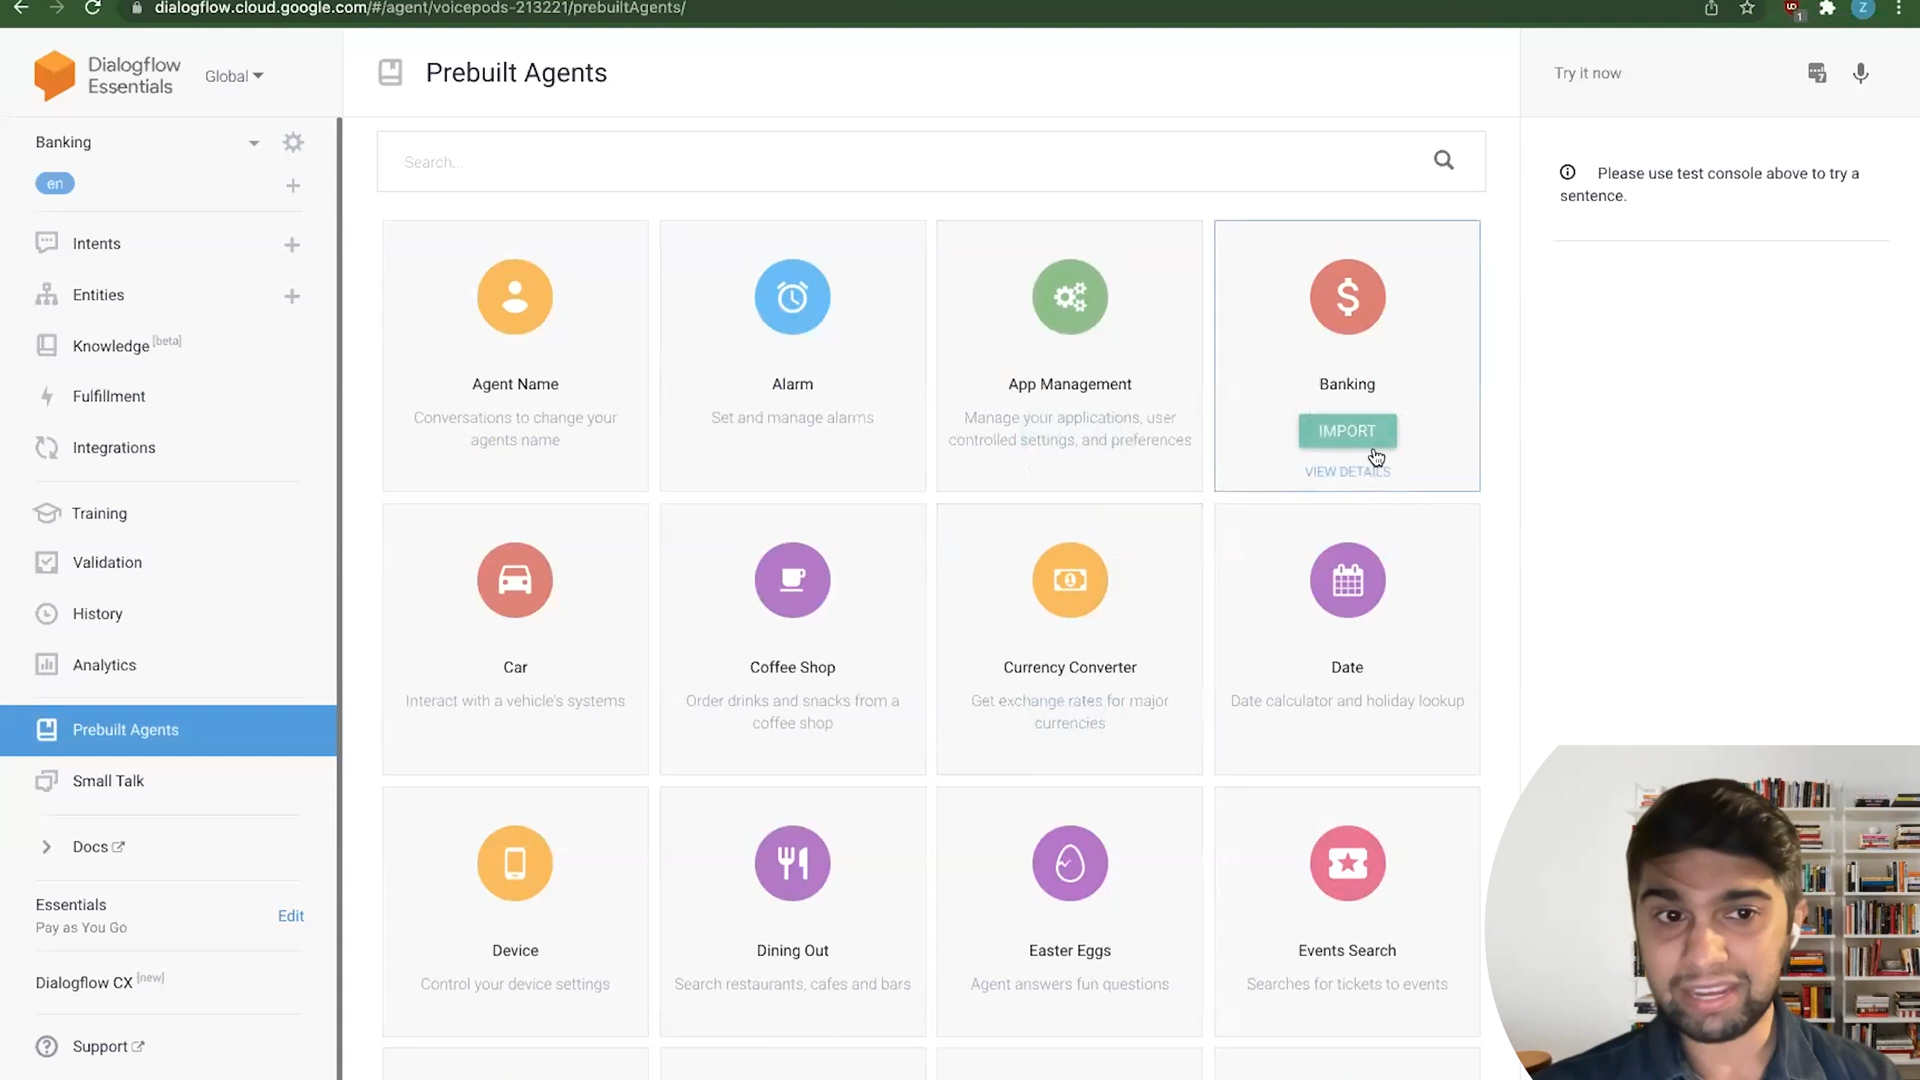 dialogflow.cloud.google.com/#/agent/voicepods-213221/prebuiltAgents/
UD
1
Z
Dialogflow
Essentials
Global
Prebuilt Agents
Try it now
Banking
en
Search...
Please use test console above to try a
sentence.
Intents
Entities
Knowledge [beta]
Fulfillment
Integrations
Training
Validation
History
Analytics
Prebuilt Agents
Small Talk
Docs
Essentials
Pay as You Go
Edit
Dialogflow CX [new]
Support
Agent Name
Conversations to change your
agents name
Alarm
Set and manage alarms
App Management
Manage your applications, user
controlled settings, and preferences
Banking
IMPORT
VIEW DETAILS
Car
Interact with a vehicle's systems
Coffee Shop
Order drinks and snacks from a
coffee shop
Currency Converter
Get exchange rates for major
currencies
Date
Date calculator and holiday lookup
Device
Control your device settings
Dining Out
Search restaurants, cafes and bars
Easter Eggs
Agent answers fun questions
Events Search
Searches for tickets to events